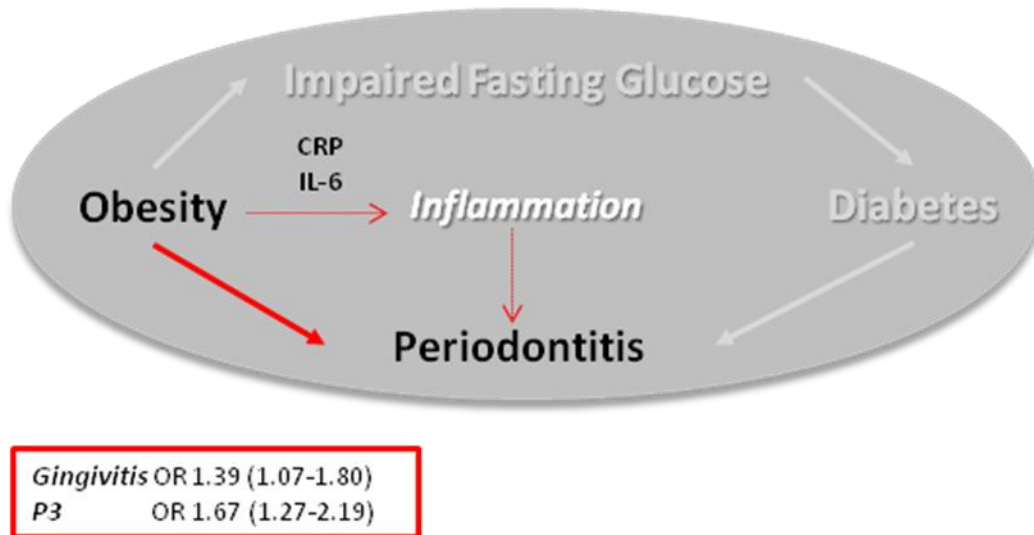 Impaired Fasting Glucose
CRP
IL-6
Obesity
Inflammation
Diabetes
Periodontitis
Gingivitis OR 1.39 (1.07-1.80)
P3 OR 1.67 (1.27-2.19)